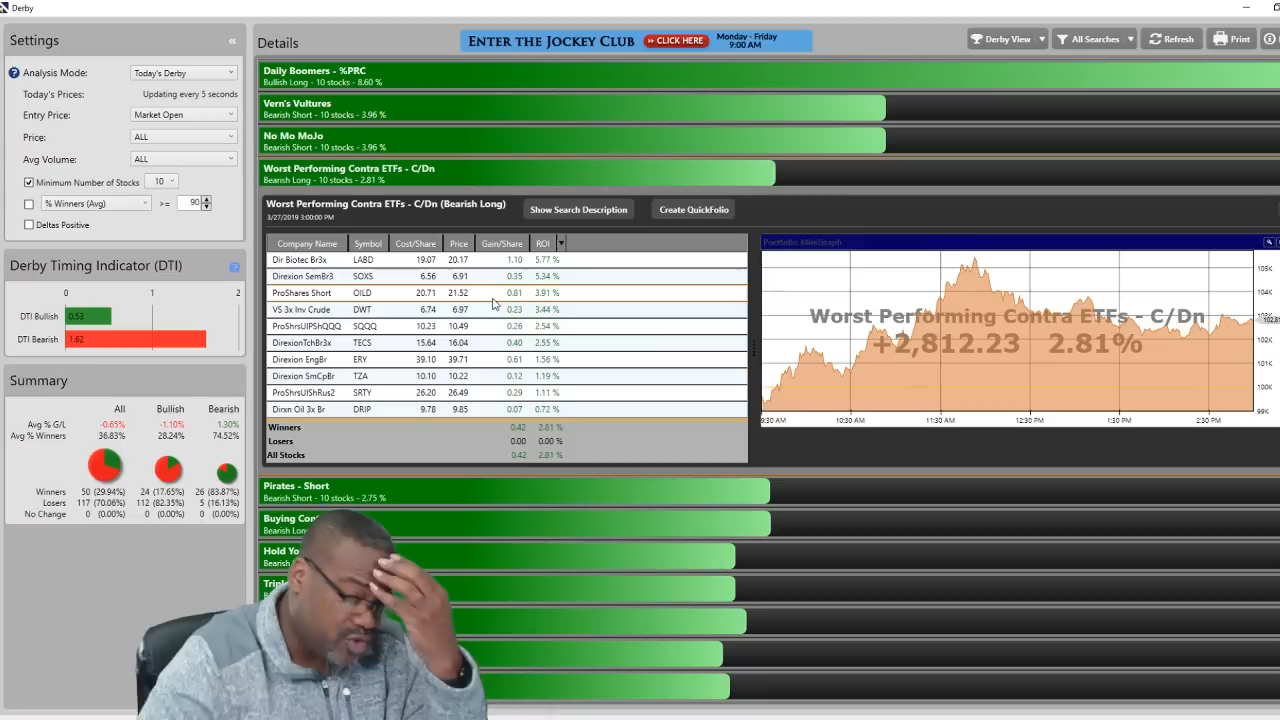 Derby
Settings
«
Analysis Mode: Today's Derby
Today's Prices: Updating every 5 seconds
Entry Price: Market Open
Price: ALL
Avg Volume: ALL
Minimum Number of Stocks 10
% Winners (Avg) >= 90
Deltas Positive
Derby Timing Indicator (DTI)
0 1 2
DTI Bullish 0.53
DTI Bearish 1.62
Summary
All Bullish Bearish
Avg % G/L -0.65% -1.10% 1.30%
Avg % Winners 36.83% 28.24% 74.52%
Winners 50 (29.94%) 24 (17.65%) 26 (83.87%)
Losers 117 (70.06%) 112 (82.35%) 5 (16.13%)
No Change 0 (0.00%) 0 (0.00%) 0 (0.00%)
Details
ENTER THE JOCKEY CLUB >> CLICK HERE Monday - Friday
9:00 AM
Derby View All Searches Refresh Print
Daily Boomers - %PRC
Bullish Long - 10 stocks - 8.60 %
Vern's Vultures
Bearish Short - 10 stocks - 3.96 %
No Mo MoJo
Bearish Short - 10 stocks - 3.96 %
Worst Performing Contra ETFs - C/Dn
Bearish Long - 10 stocks - 2.81 %
Worst Performing Contra ETFs - C/Dn (Bearish Long)
3/27/2019 3:00:00 PM
Show Search Description Create QuickFolio
Company Name Symbol Cost/Share Price Gain/Share ROI
Dir Biotec Br3x LABD 19.07 20.17 1.10 5.77 %
Direxion SemBr3 SOXS 6.56 6.91 0.35 5.34 %
ProShares Short OILD 20.71 21.52 0.81 3.91 %
VS 3x Inv Crude DWT 6.74 6.97 0.23 3.44 %
ProShrsUlPShQQQ SQQQ 10.23 10.49 0.26 2.54 %
DirexionTchBr3x TECS 15.64 16.04 0.40 2.55 %
Direxion EngBr ERY 39.10 39.71 0.61 1.56 %
Direxion SmCpBr TZA 10.10 10.22 0.12 1.19 %
ProShrsUlShRus2 SRTY 26.20 26.49 0.29 1.11 %
Dirxn Oil 3x Br DRIP 9.78 9.85 0.07 0.72 %
Winners 0.42 2.81 %
Losers 0.00 0.00 %
All Stocks 0.42 2.81 %
Portfolio MiniGraph
Worst Performing Contra ETFs - C/Dn
+2,812.23 2.81%
105K
104K
103K
102.8
102K
101K
100K
99K
9:30 AM 10:30 AM 11:30 AM 12:30 PM 1:30 PM 2:30 PM
Pirates - Short
Bearish Short - 10 stocks - 2.75 %
Buying Con
Bearish Lon
Hold Yo
Bearish
Tripl